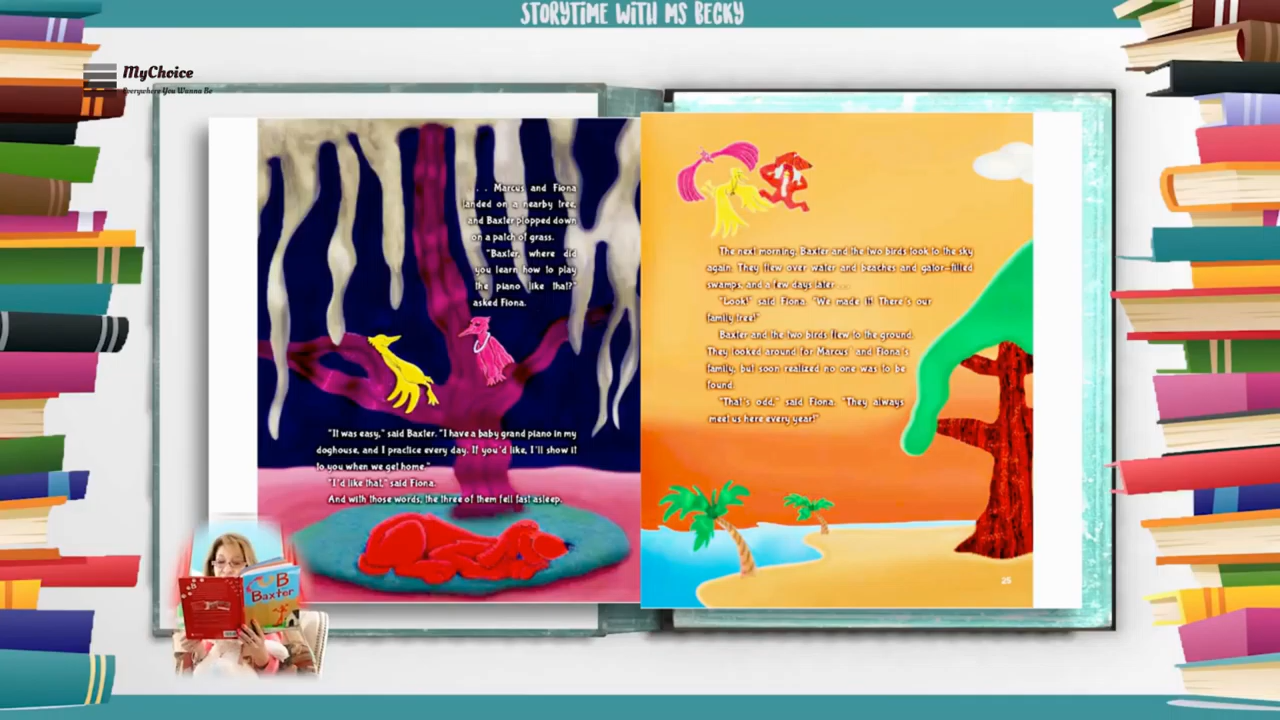 STORYTIME WITH MS BECKY
MyChoice
Everywhere You Wanna Be
. . Marcus and Fiona
landed on a nearby tree,
and Baxter plopped down
on a patch of grass.
"Baxter, where did
you learn how to play
the piano like that?"
asked Fiona.
"It was easy," said Baxter. "I have a baby grand piano in my
doghouse, and I practice every day. If you'd like, I'll show it
to you when we get home."
"I'd like that," said Fiona.
And with those words, the three of them fell fast asleep.
The next morning, Baxter and the two birds took to the sky
again. They flew over water and beaches and gator-filled
swamps, and a few days later . . .
"Look!" said Fiona. "We made it! There's our
family tree!"
Baxter and the two birds flew to the ground.
They looked around for Marcus' and Fiona's
family, but soon realized no one was to be
found.
"That's odd," said Fiona. "They always
meet us here every year!"
25
B
Baxter